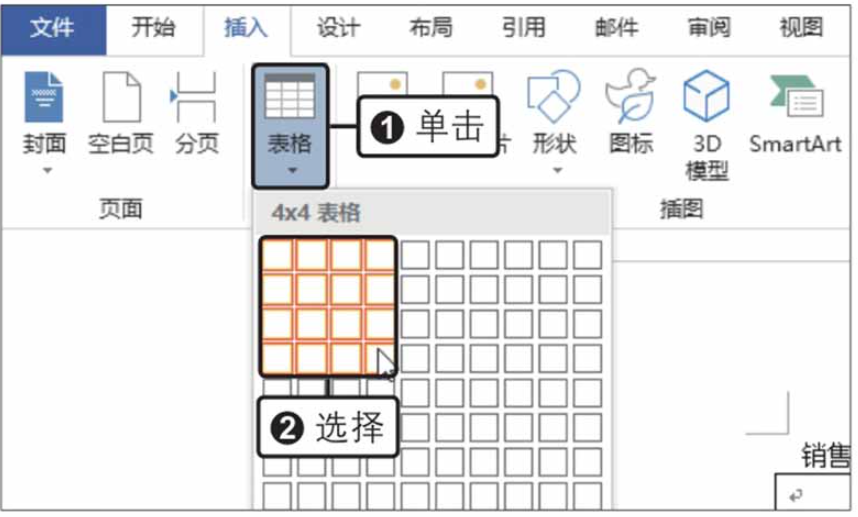 文件 开始 插入 设计 布局 引用 邮件 审阅 视图
封面 空白页 分页 表格 ❶ 单击 片 形状 图标 3D 模型 SmartArt
页面 插图
4x4 表格
❷ 选择
销售